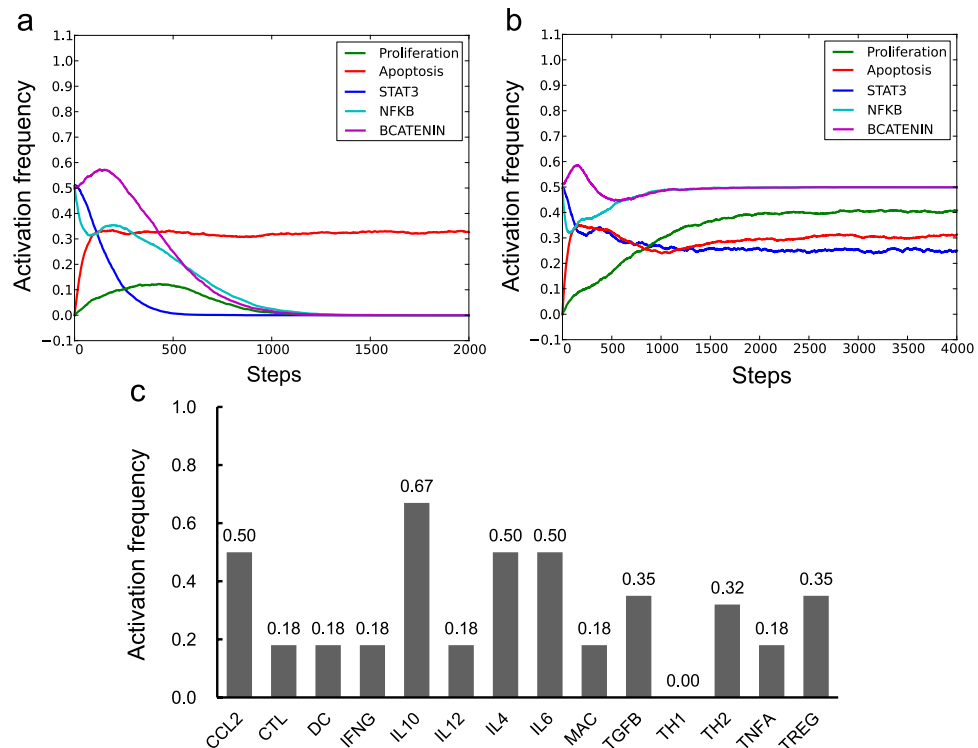 a
1.1
1.0
0.9
0.8
0.7
0.6
0.5
0.4
0.3
0.2
0.1
0.0
−0.1
Activation frequency
Proliferation
Apoptosis
STAT3
NFKB
BCATENIN
0 500 1000 1500 2000
Steps
b
1.1
1.0
0.9
0.8
0.7
0.6
0.5
0.4
0.3
0.2
0.1
0.0
−0.1
Activation frequency
Proliferation
Apoptosis
STAT3
NFKB
BCATENIN
0 500 1000 1500 2000 2500 3000 3500 4000
Steps
c
1.0
0.8
0.6
0.4
0.2
0.0
Activation frequency
0.50 0.18 0.18 0.18 0.67 0.18 0.50 0.50 0.18 0.35 0.00 0.32 0.18 0.35
CCL2 CTL DC IFNG IL10 IL12 IL4 IL6 MAC TGFB TH1 TH2 TNFA TREG